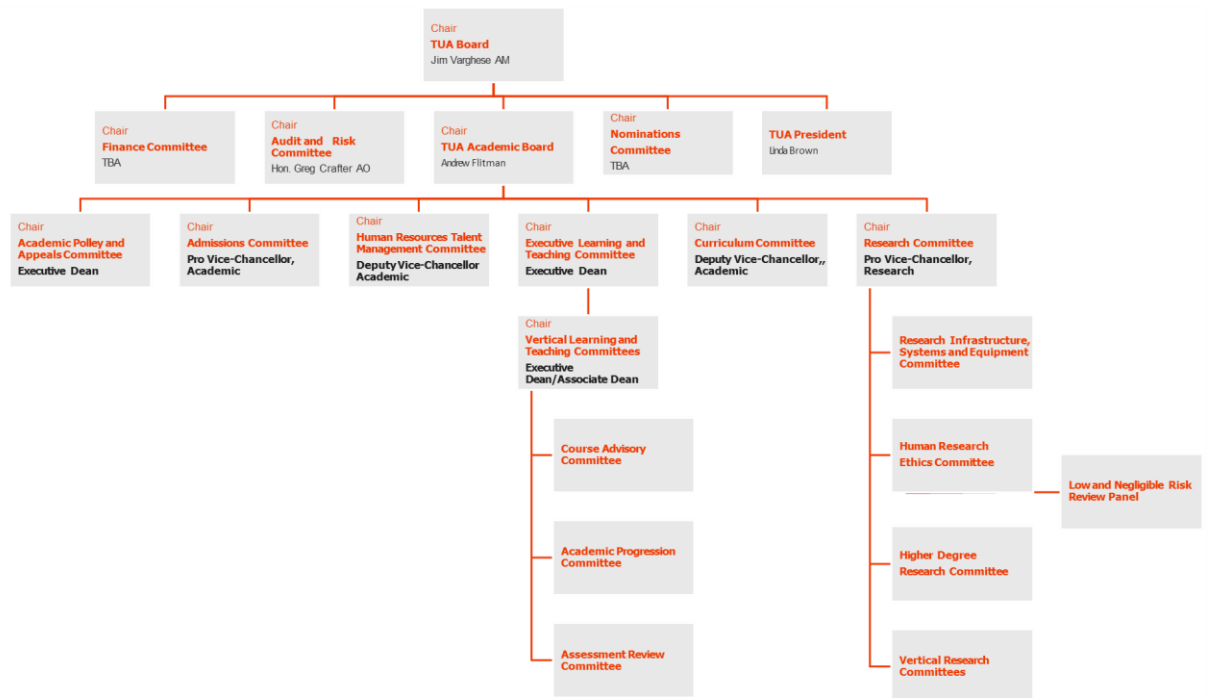 Chair
TUA Board
Jim Varghese AM
Chair
Finance Committee
TBA
Chair
Audit and Risk
Committee
Hon. Greg Crafter AO
Chair
TUA Academic Board
Andrew Flitman
Chair
Nominations
Committee
TBA
TUA President
Linda Brown
Chair
Academic Polley and
Appeals Committee
Executive Dean
Chair
Admissions Committee
Pro Vice-Chancellor,
Academic
Chair
Human Resources Talent
Management Committee
Deputy Vice-Chancellor
Academic
Chair
Executive Learning and
Teaching Committee
Executive Dean
Chair
Curriculum Committee
Deputy Vice-Chancellor,,
Academic
Chair
Research Committee
Pro Vice-Chancellor,
Research
Chair
Vertical Learning and
Teaching Committees
Executive
Dean/Associate Dean
Course Advisory
Committee
Academic Progression
Committee
Assessment Review
Committee
Research Infrastructure,
Systems and Equipment
Committee
Human Research
Ethics Committee
Low and Negligible Risk
Review Panel
Higher Degree
Research Committee
Vertical Research
Committees